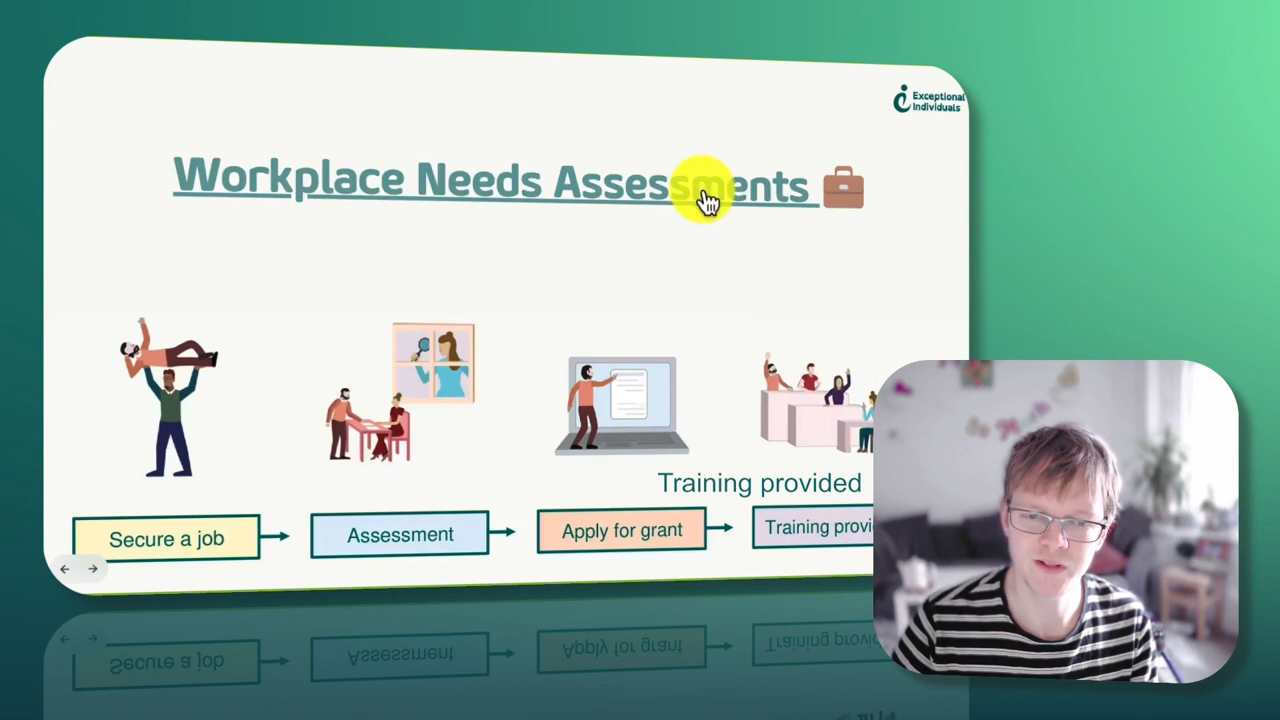 Exceptional
Individuals
Workplace Needs Assessments
Training provided
Secure a job
Assessment
Apply for grant
Training provi